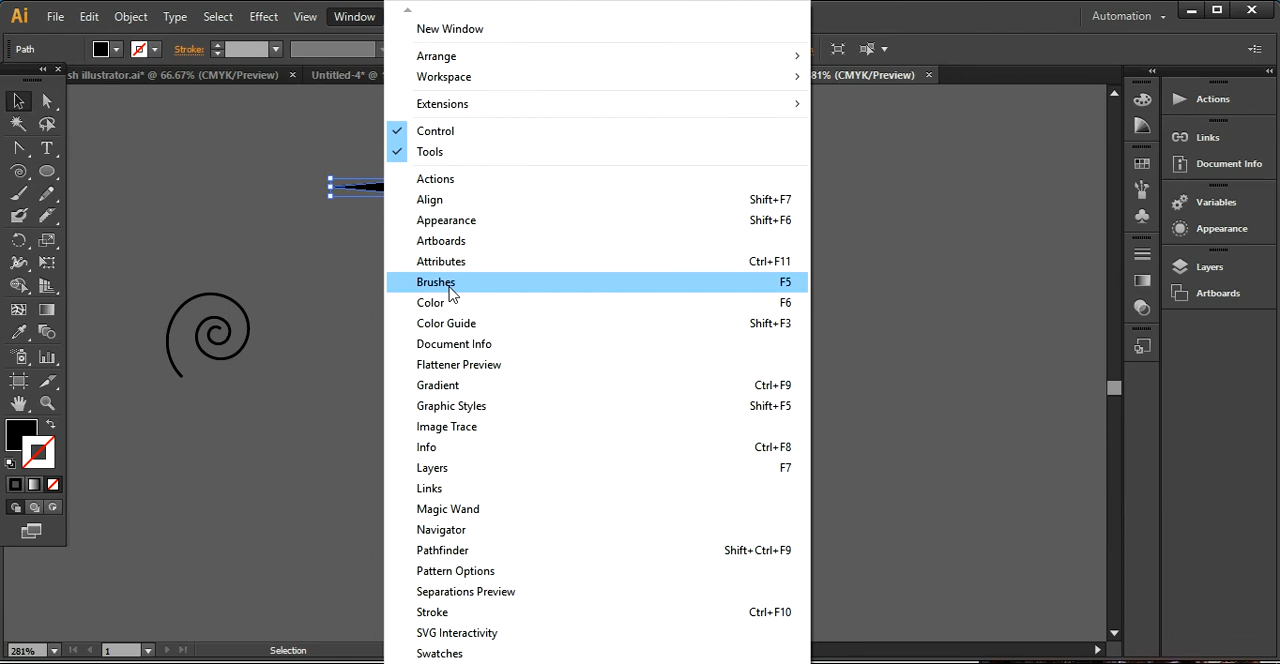 Ai File Edit Object Type Select Effect View Window Automation
Path Stroke:
sh illustrator.ai* @ 66.67% (CMYK/Preview) Untitled-4* @ 81% (CMYK/Preview)
New Window
Arrange
Workspace
Extensions
Control
Tools
Actions
Align Shift+F7
Appearance Shift+F6
Artboards
Attributes Ctrl+F11
Brushes F5
Color F6
Color Guide Shift+F3
Document Info
Flattener Preview
Gradient Ctrl+F9
Graphic Styles Shift+F5
Image Trace
Info Ctrl+F8
Layers F7
Links
Magic Wand
Navigator
Pathfinder Shift+Ctrl+F9
Pattern Options
Separations Preview
Stroke Ctrl+F10
SVG Interactivity
Swatches
Actions
Links
Document Info
Variables
Appearance
Layers
Artboards
281% 1 Selection